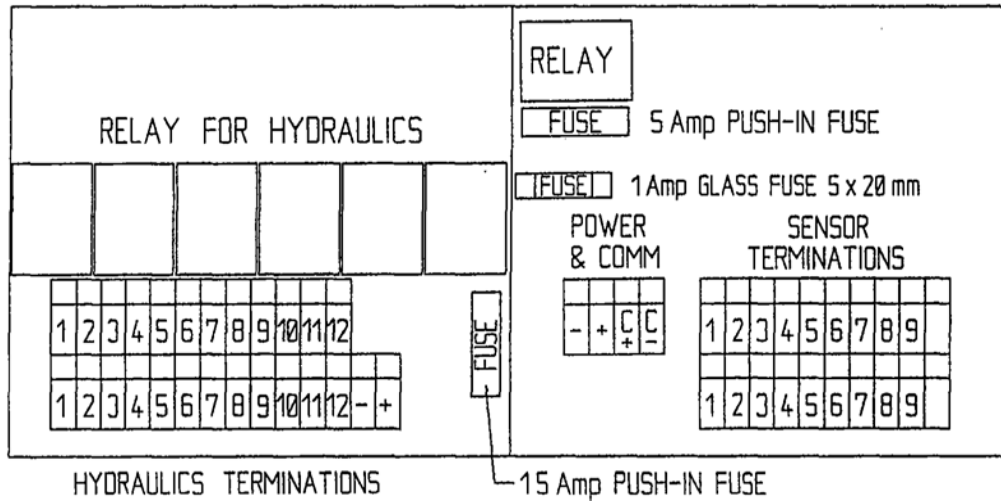 RELAY
FUSE 5 Amp PUSH-IN FUSE
RELAY FOR HYDRAULICS
FUSE 1 Amp GLASS FUSE 5 x 20 mm
POWER
& COMM
SENSOR
TERMINATIONS
1 2 3 4 5 6 7 8 9 10 11 12
- + C+ C-
1 2 3 4 5 6 7 8 9
FUSE
1 2 3 4 5 6 7 8 9 10 11 12 - +
1 2 3 4 5 6 7 8 9
HYDRAULICS TERMINATIONS
15 Amp PUSH-IN FUSE